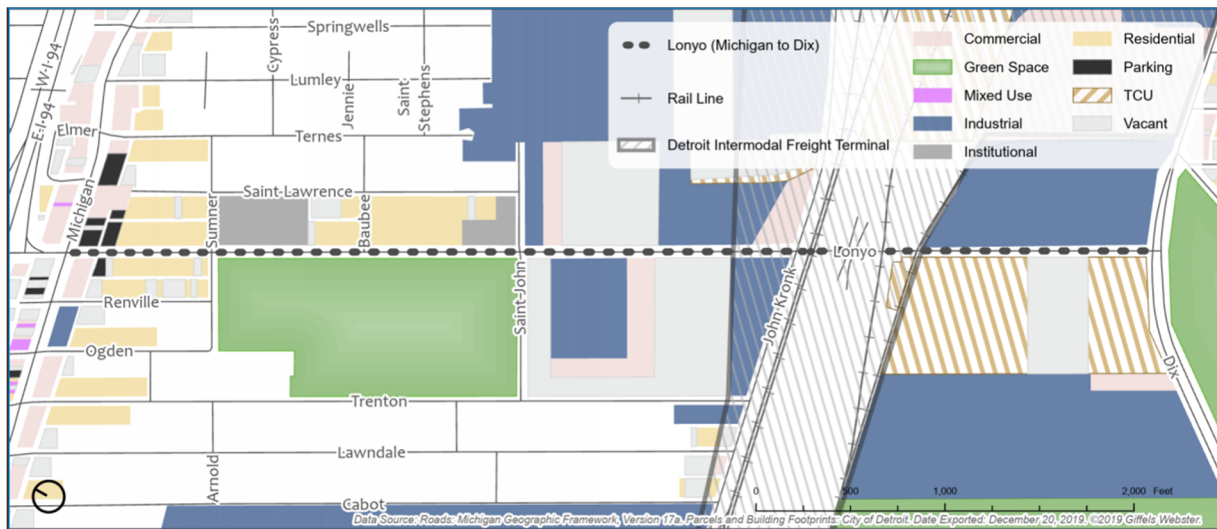 Springwells
Cypress
W-I-94
Lumley
Jennie
Saint-
Stephens
E-I-94
Elmer
Ternes
Saint-Lawrence
Michigan
Sumner
Baubee
Lonyo
Renville
Saint-John
John-Kronk
Ogden
Dix
Trenton
Lawndale
Arnold
Cabot
Lonyo (Michigan to Dix)
Rail Line
Detroit Intermodal Freight Terminal
Commercial
Green Space
Mixed Use
Industrial
Institutional
Residential
Parking
TCU
Vacant
0 500 1,000 2,000 Feet
Data Source: Roads: Michigan Geographic Framework, Version 17a. Parcels and Building Footprints: City of Detroit. Date Exported: December, 20, 2019. ©2019 Giffels Webster.